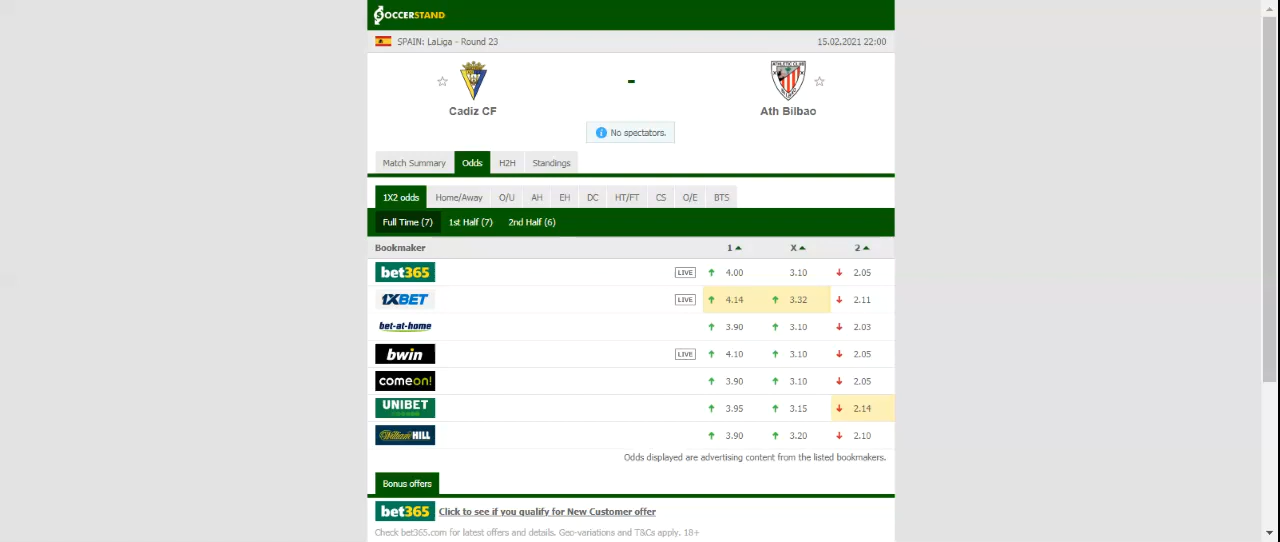 SOCCERSTAND
SPAIN: LaLiga - Round 23 15.02.2021 22:00
ATHLETIC CLUB
-
Cadiz CF Ath Bilbao
No spectators.
Match Summary Odds H2H Standings
1X2 odds Home/Away O/U AH EH DC HT/FT CS O/E BTS
Full Time (7) 1st Half (7) 2nd Half (6)
Bookmaker 1 X 2
bet365 LIVE 4.00 3.10 2.05
1XBET LIVE 4.14 3.32 2.11
bet-at-home 3.90 3.10 2.03
bwin LIVE 4.10 3.10 2.05
comeon! 3.90 3.10 2.05
UNIBET 3.95 3.15 2.14
William HILL 3.90 3.20 2.10
Odds displayed are advertising content from the listed bookmakers.
Bonus offers
bet365 Click to see if you qualify for New Customer offer
Check bet365.com for latest offers and details. Geo-variations and T&Cs apply. 18+